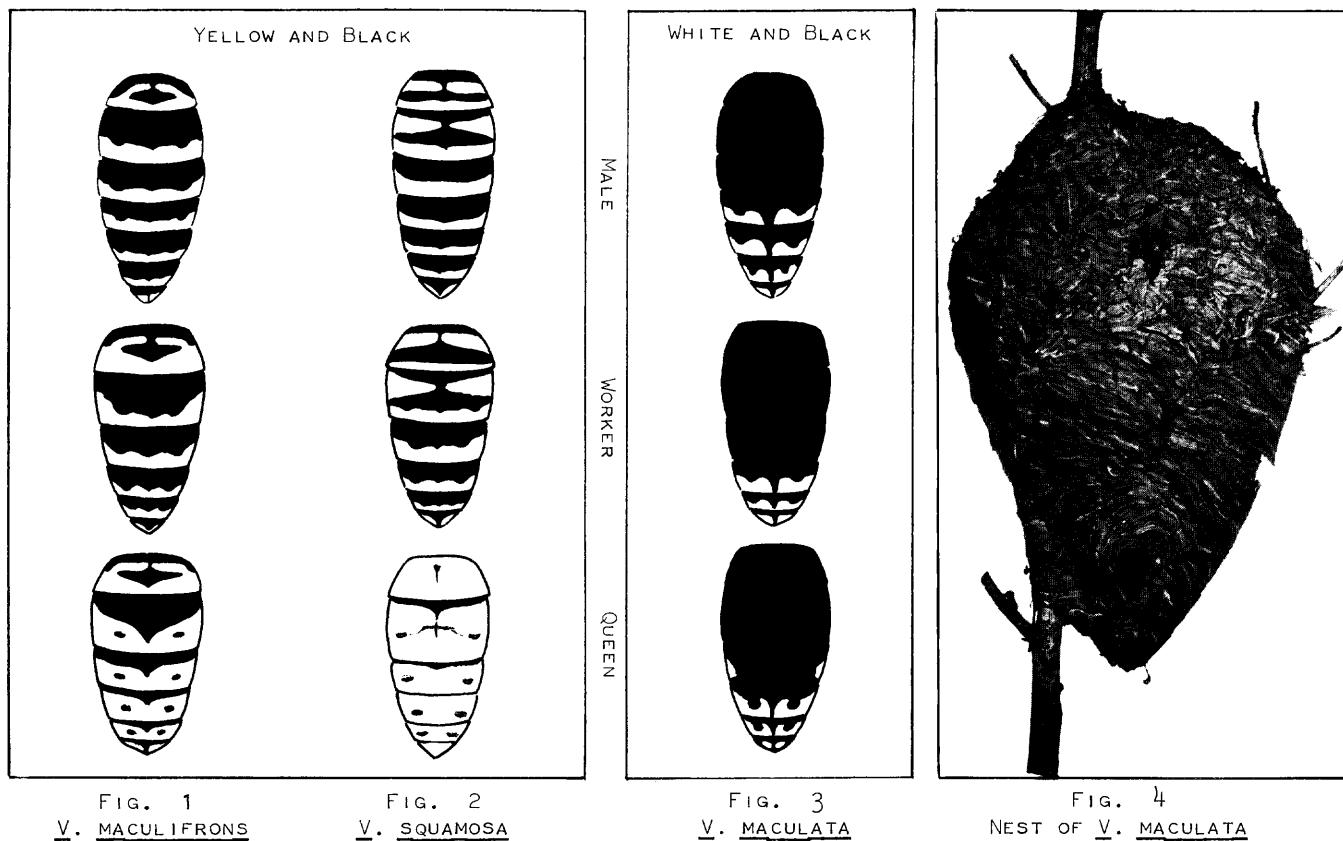 YELLOW AND BLACK
WHITE AND BLACK
MALE
WORKER
QUEEN
FIG. 1
V. MACULIFRONS
FIG. 2
V. SQUAMOSA
FIG. 3
V. MACULATA
FIG. 4
NEST OF V. MACULATA